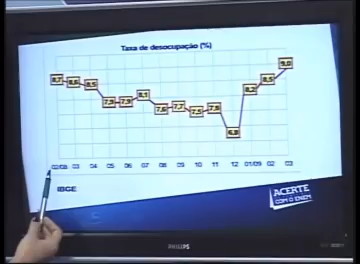 Taxa de desocupação (%)
8,7 8,6 8,5 7,9 7,9 8,1 7,6 7,7 7,5 7,6 6,8 8,2 8,5 9,0
02/08 03 04 05 06 07 08 09 10 11 12 01/09 02 03
IBGE
ACERTE
COM O ENEM
PHILIPS